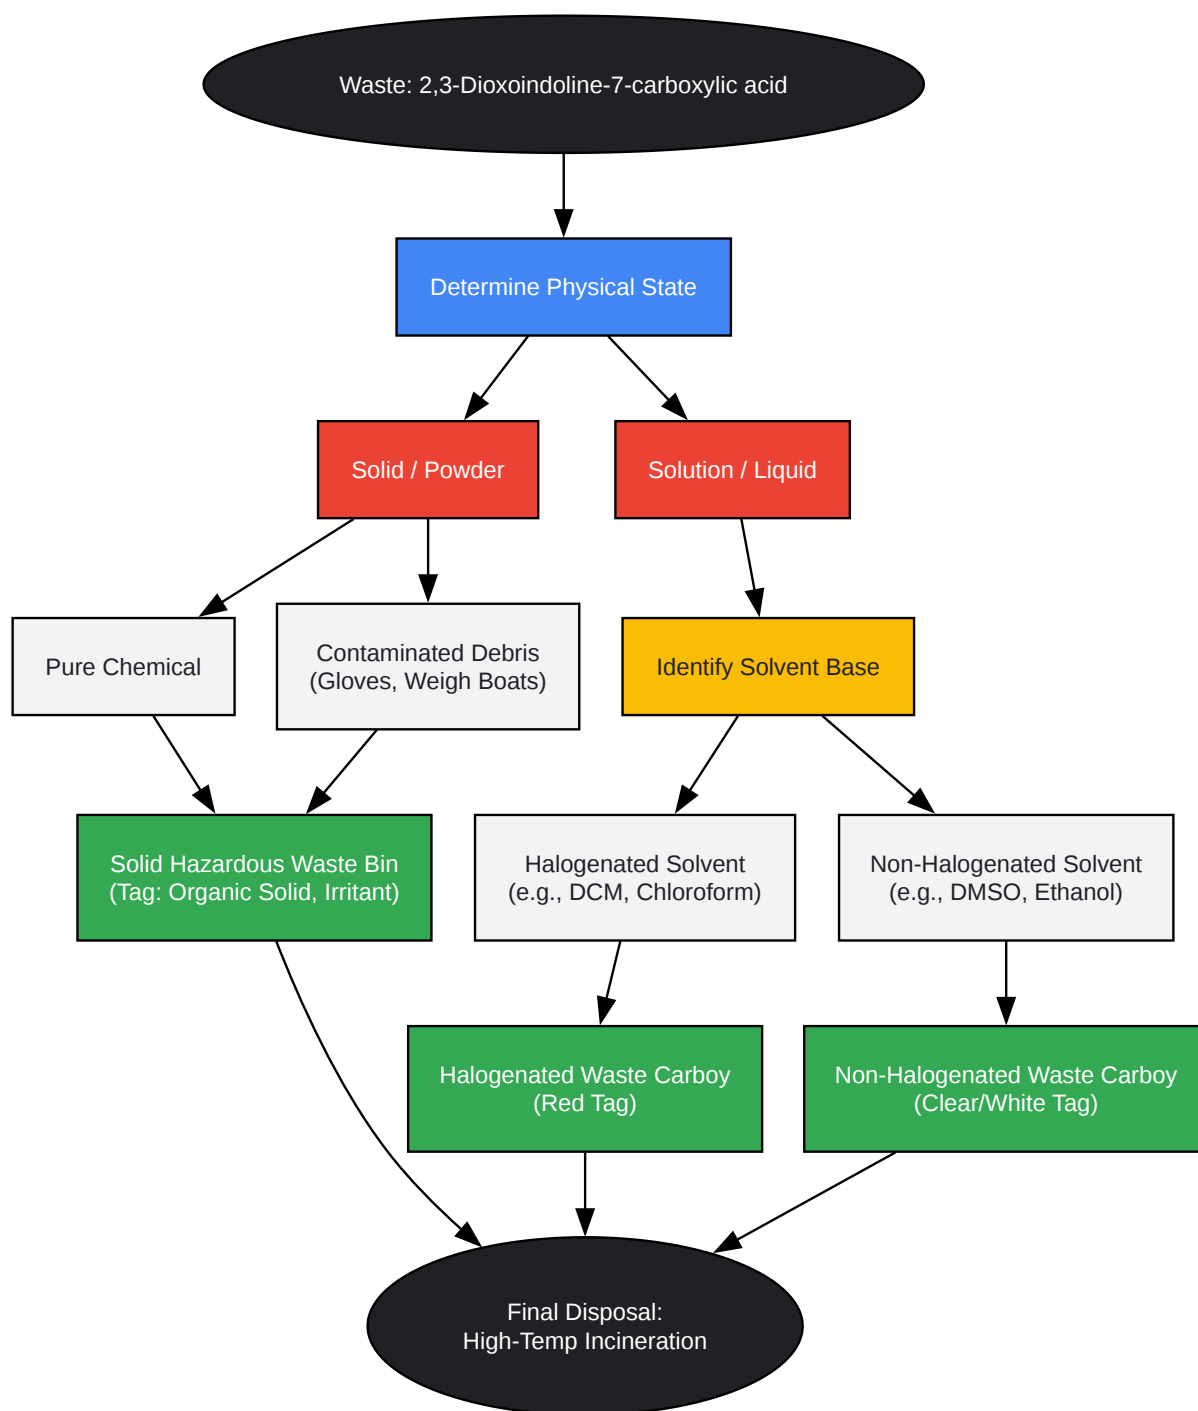 Waste: 2,3-Dioxoindoline-7-carboxylic acid
Determine Physical State
Solid / Powder
Solution / Liquid
Pure Chemical
Contaminated Debris
(Gloves, Weigh Boats)
Identify Solvent Base
Solid Hazardous Waste Bin
(Tag: Organic Solid, Irritant)
Halogenated Solvent
(e.g., DCM, Chloroform)
Non-Halogenated Solvent
(e.g., DMSO, Ethanol)
Halogenated Waste Carboy
(Red Tag)
Non-Halogenated Waste Carboy
(Clear/White Tag)
Final Disposal:
High-Temp Incineration